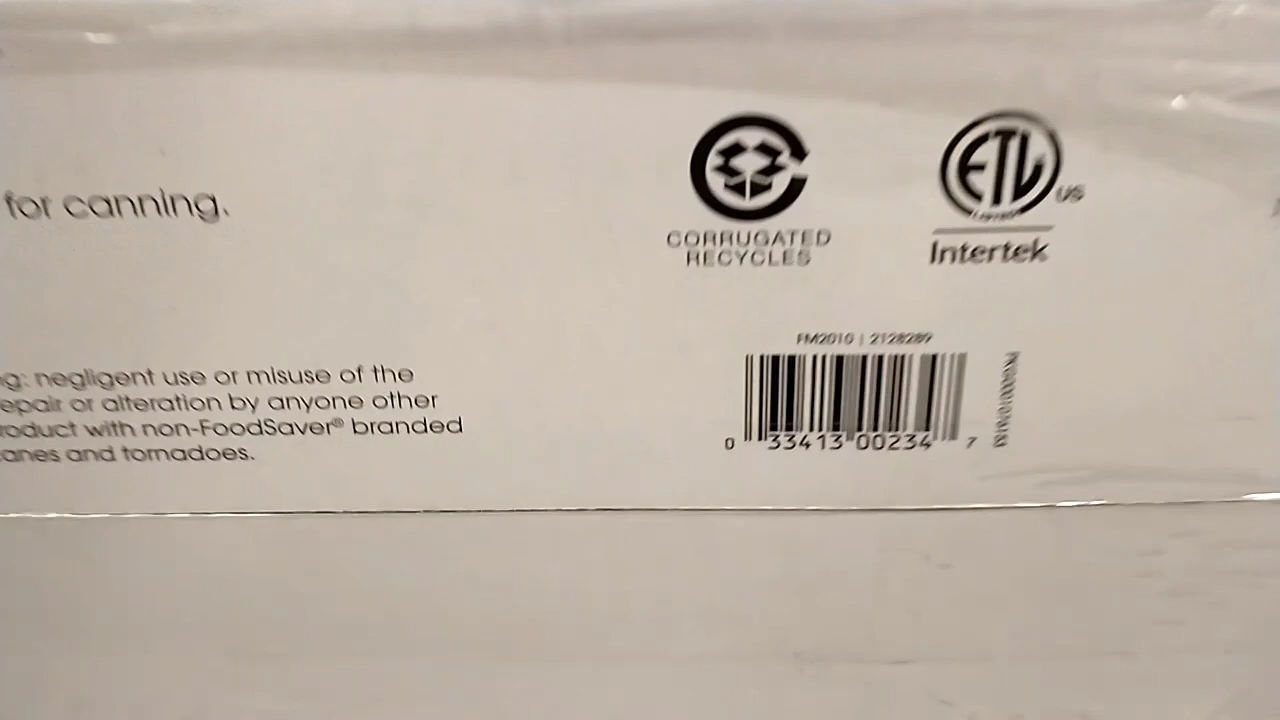 for canning.
CORRUGATED
RECYCLES
ETL
US
Intertek
g: negligent use or misuse of the
epair or alteration by anyone other
roduct with non-FoodSaver® branded
anes and tornadoes.
FM2010 | 2128289
0 33413 00234 7